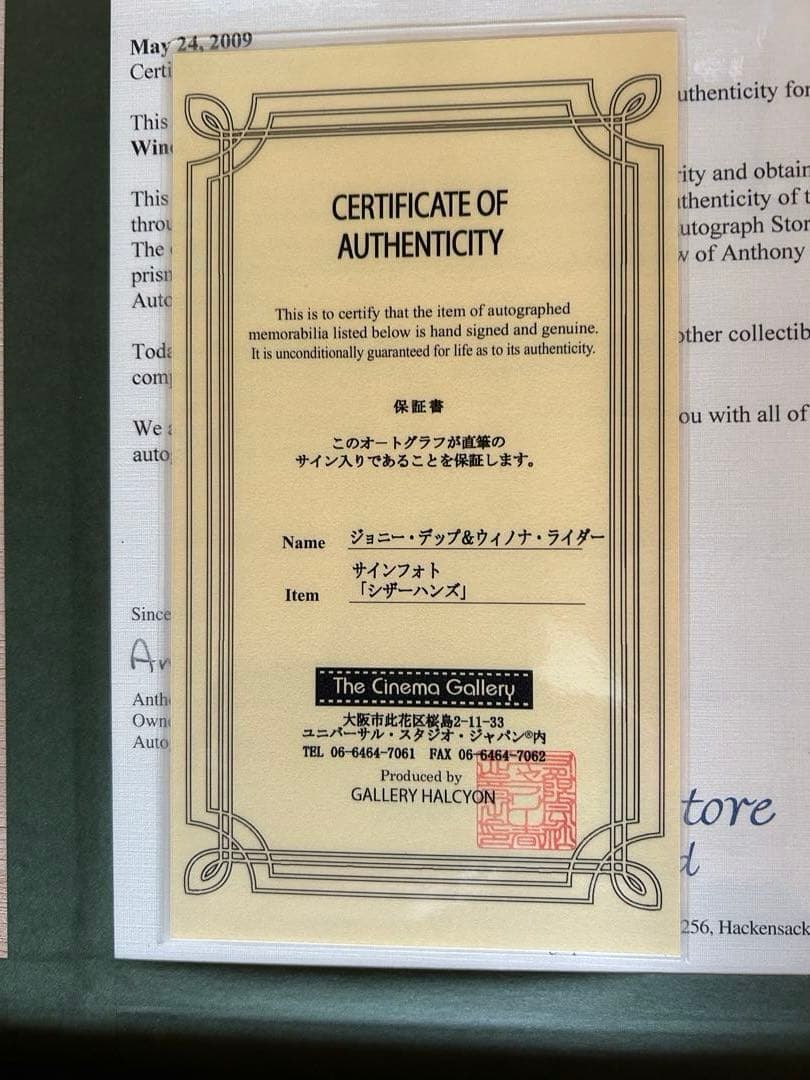 May 24, 2009
Certi
uthenticity for
This
Win
This
rity and obtain
throu
uthenticity of t
The
utograph Stor
prism
w of Anthony
Auto
Toda
other collectib
comp
We a
ou with all of
auto
CERTIFICATE OF
AUTHENTICITY
This is to certify that the item of autographed
memorabilia listed below is hand signed and genuine.
It is unconditionally guaranteed for life as to its authenticity.
保証書
このオートグラフが直筆の
サイン入りであることを保証します。
Name ジョニー・デップ&ウィノナ・ライダー
サインフォト
Item 「シザーハンズ」
The Cinema Gallery
大阪市此花区桜島2-11-33
ユニバーサル・スタジオ・ジャパン®内
TEL 06-6464-7061 FAX 06-6464-7062
Produced by
GALLERY HALCYON
Since
An
Anth
Owne
Auto
tore
d
256, Hackensack